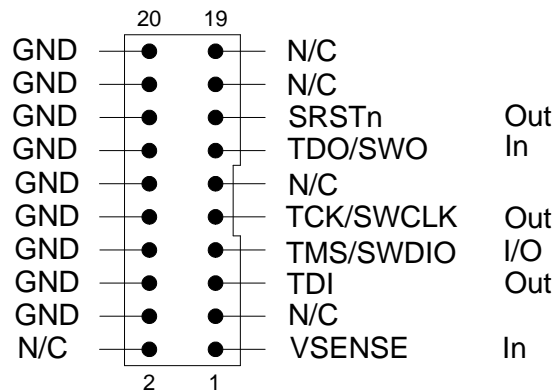 20 19
GND N/C
GND N/C
GND SRSTn Out
GND TDO/SWO In
GND N/C
GND TCK/SWCLK Out
GND TMS/SWDIO I/O
GND TDI Out
GND N/C
N/C VSENSE In
2 1